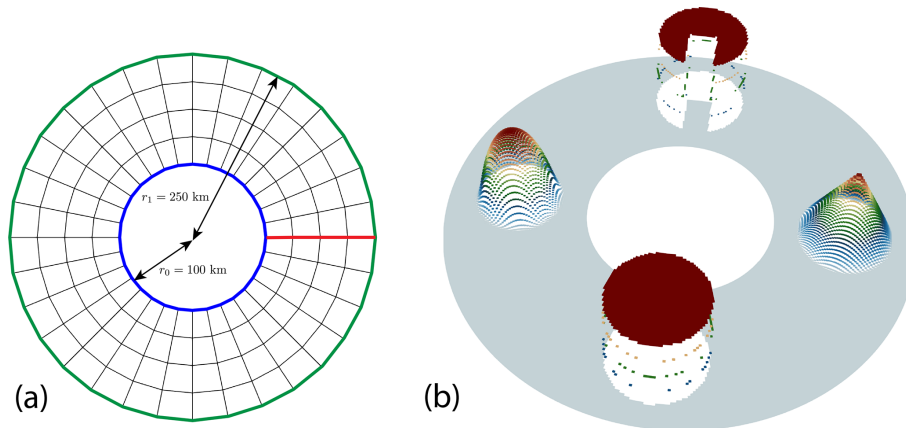 r₁ = 250 km
r₀ = 100 km
(a)
(b)